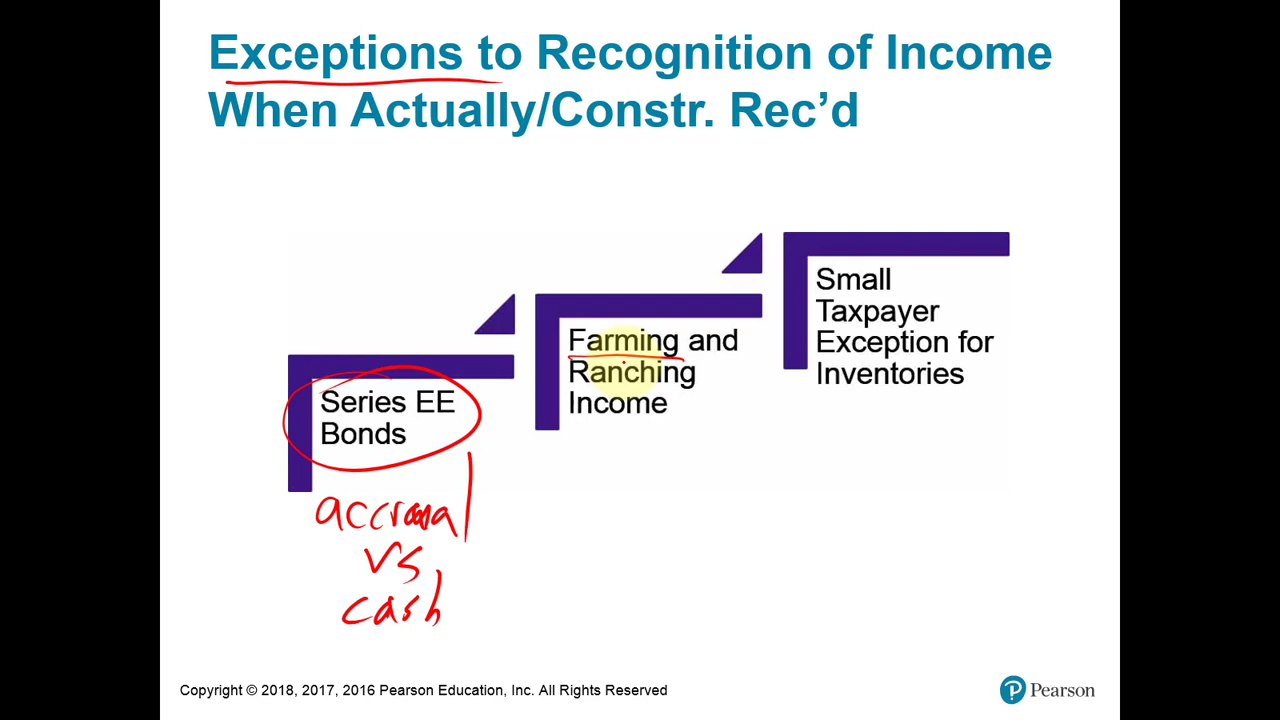 Exceptions to Recognition of Income
When Actually/Constr. Rec’d
Series EE
Bonds
accrual
vs
cash
Farming and
Ranching
Income
Small
Taxpayer
Exception for
Inventories
Copyright © 2018, 2017, 2016 Pearson Education, Inc. All Rights Reserved
Pearson